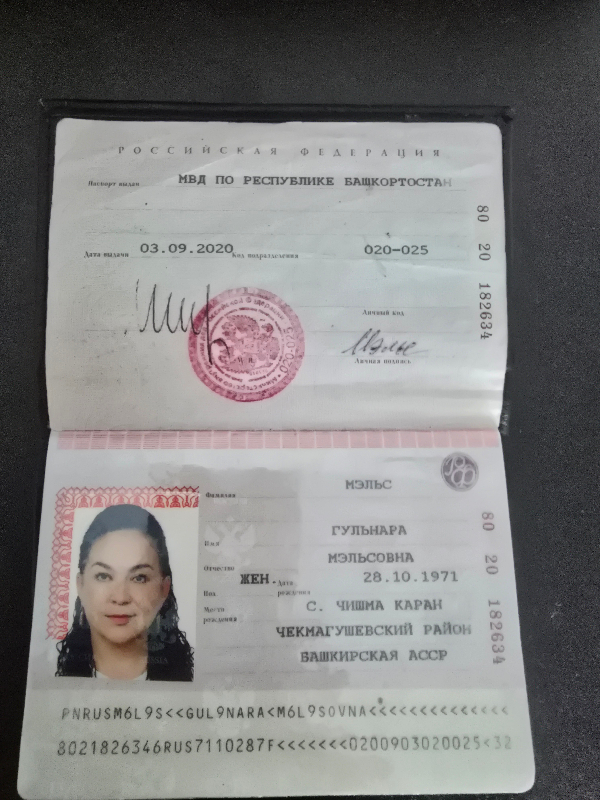 РОССИЙСКАЯ ФЕДЕРАЦИЯ
Паспорт выдан МВД ПО РЕСПУБЛИКЕ БАШКОРТОСТАН
80 20 182634
Дата выдачи 03.09.2020 Код подразделения 020-025
Личный код
Личная подпись
Фамилия МЭЛЬС
Имя ГУЛЬНАРА
Отчество МЭЛЬСОВНА
Пол ЖЕН. Дата рождения 28.10.1971
Место рождения С. ЧИШМА КАРАН
ЧЕКМАГУШЕВСКИЙ РАЙОН
БАШКИРСКАЯ АССР
80 20 182634
PNRUSM6L9S<<GUL9NARA<M6L9SOVNA<<<<<<<<<<<<<<
8021826346RUS7110287F<<<<<<<0200903020025<32